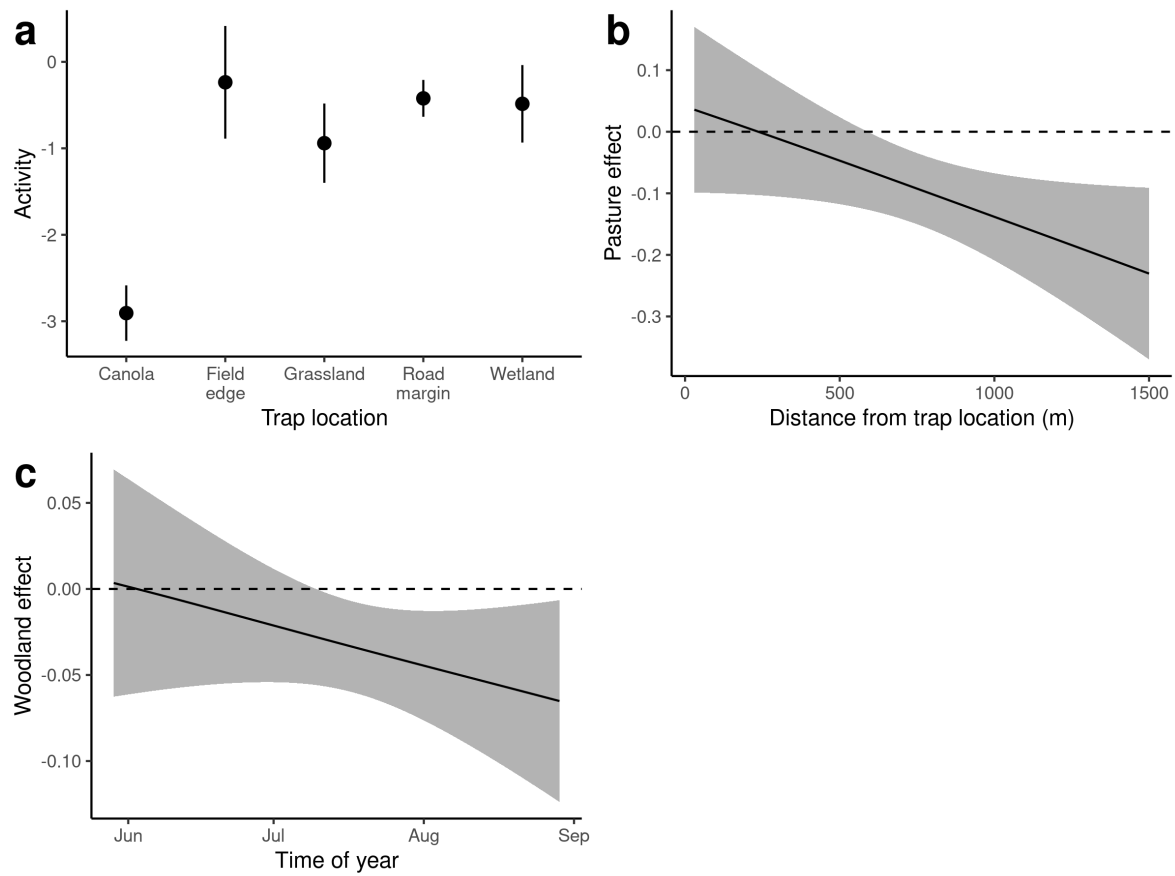 a
0
-1
-2
-3
Activity
Canola
Field edge
Grassland
Road margin
Wetland
Trap location
b
0.1
0.0
-0.1
-0.2
-0.3
Pasture effect
0
500
1000
1500
Distance from trap location (m)
c
0.05
0.00
-0.05
-0.10
Woodland effect
Jun
Jul
Aug
Sep
Time of year